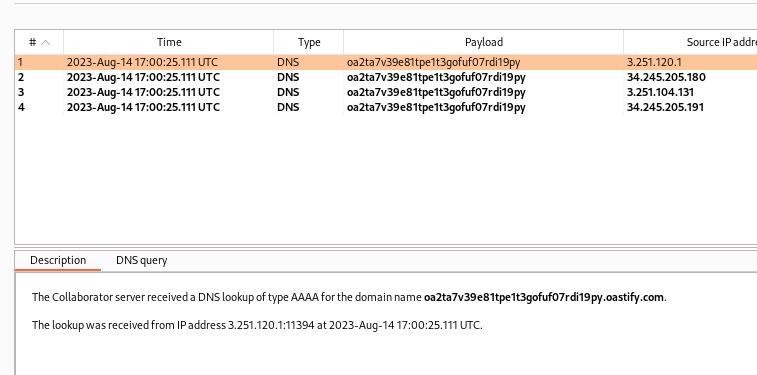 # Time Type Payload Source IP addre
1 2023-Aug-14 17:00:25.111 UTC DNS oa2ta7v39e81tpe1t3gofuf07rdi19py 3.251.120.1
2 2023-Aug-14 17:00:25.111 UTC DNS oa2ta7v39e81tpe1t3gofuf07rdi19py 34.245.205.180
3 2023-Aug-14 17:00:25.111 UTC DNS oa2ta7v39e81tpe1t3gofuf07rdi19py 3.251.104.131
4 2023-Aug-14 17:00:25.111 UTC DNS oa2ta7v39e81tpe1t3gofuf07rdi19py 34.245.205.191
Description DNS query
The Collaborator server received a DNS lookup of type AAAA for the domain name oa2ta7v39e81tpe1t3gofuf07rdi19py.oastify.com.
The lookup was received from IP address 3.251.120.1:11394 at 2023-Aug-14 17:00:25.111 UTC.